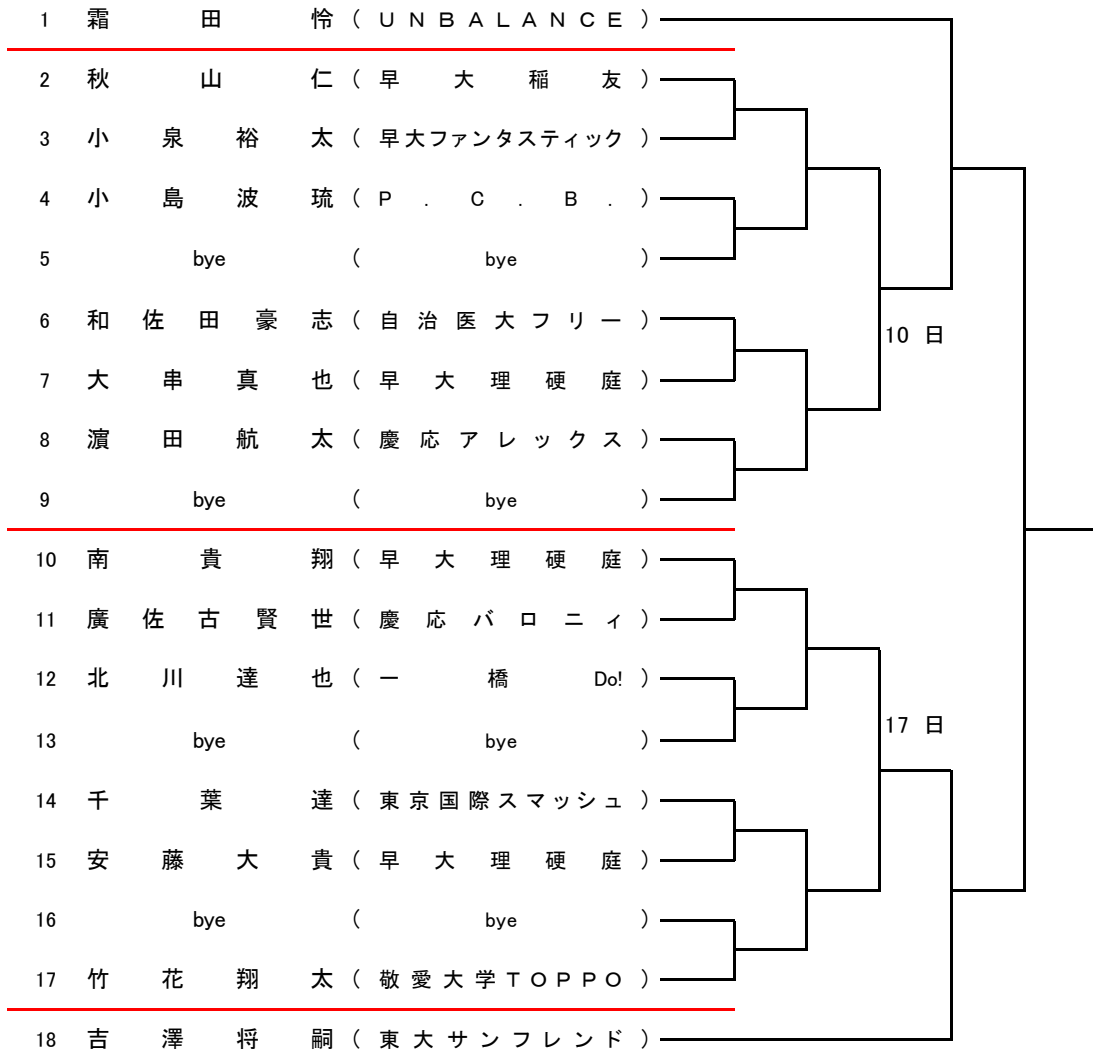 1 霜田怜 (UNBALANCE)
2 秋山仁 (早大稲友)
3 小泉裕太 (早大ファンタスティック)
4 小島波琉 (P.C.B.)
5 bye (bye)
6 和佐田豪志 (自治医大フリー)
10 日
7 大串真也 (早大理硬庭)
8 濵田航太 (慶応アレックス)
9 bye (bye)
10 南貴翔 (早大理硬庭)
11 廣佐古賢世 (慶応バロニィ)
12 北川達也 (一橋Do!)
17 日
13 bye (bye)
14 千葉達 (東京国際スマッシュ)
15 安藤大貴 (早大理硬庭)
16 bye (bye)
17 竹花翔太 (敬愛大学TOPPO)
18 吉澤将嗣 (東大サンフレンド)